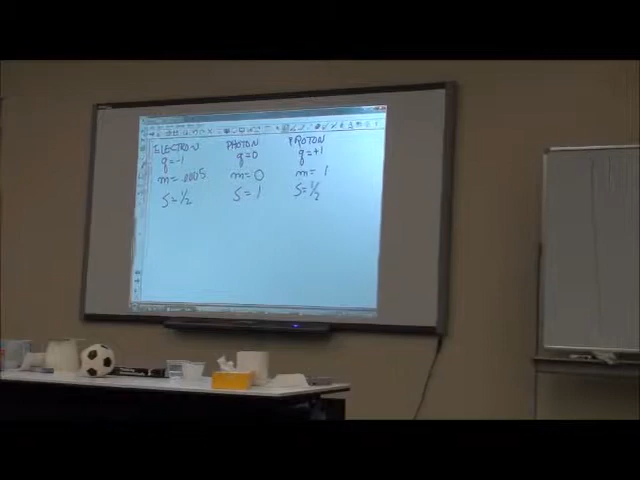 ELECTRON PHOTON PROTON
q=-1 q=0 q=+1
m=.0005 m=0 m=1
S=1/2 S=1 S=1/2